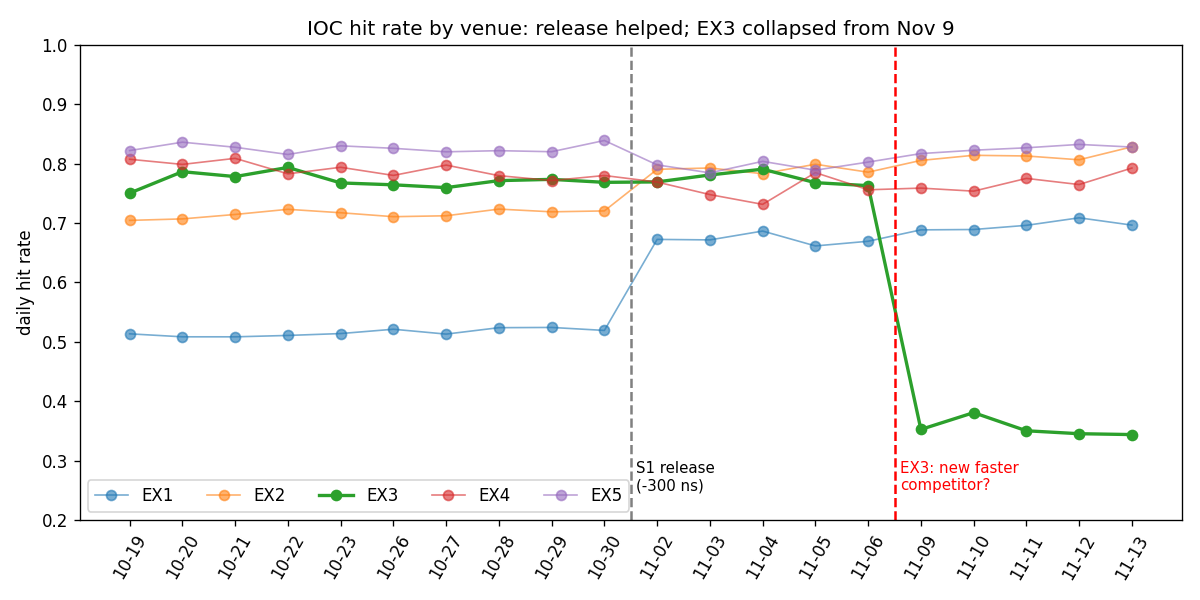 IOC hit rate by venue: release helped; EX3 collapsed from Nov 9
daily hit rate
1.0
0.9
0.8
0.7
0.6
0.5
0.4
0.3
0.2
S1 release
(-300 ns)
EX3: new faster
competitor?
EX1 EX2 EX3 EX4 EX5
10-19 10-20 10-21 10-22 10-23 10-26 10-27 10-28 10-29 10-30 11-02 11-03 11-04 11-05 11-06 11-09 11-10 11-11 11-12 11-13